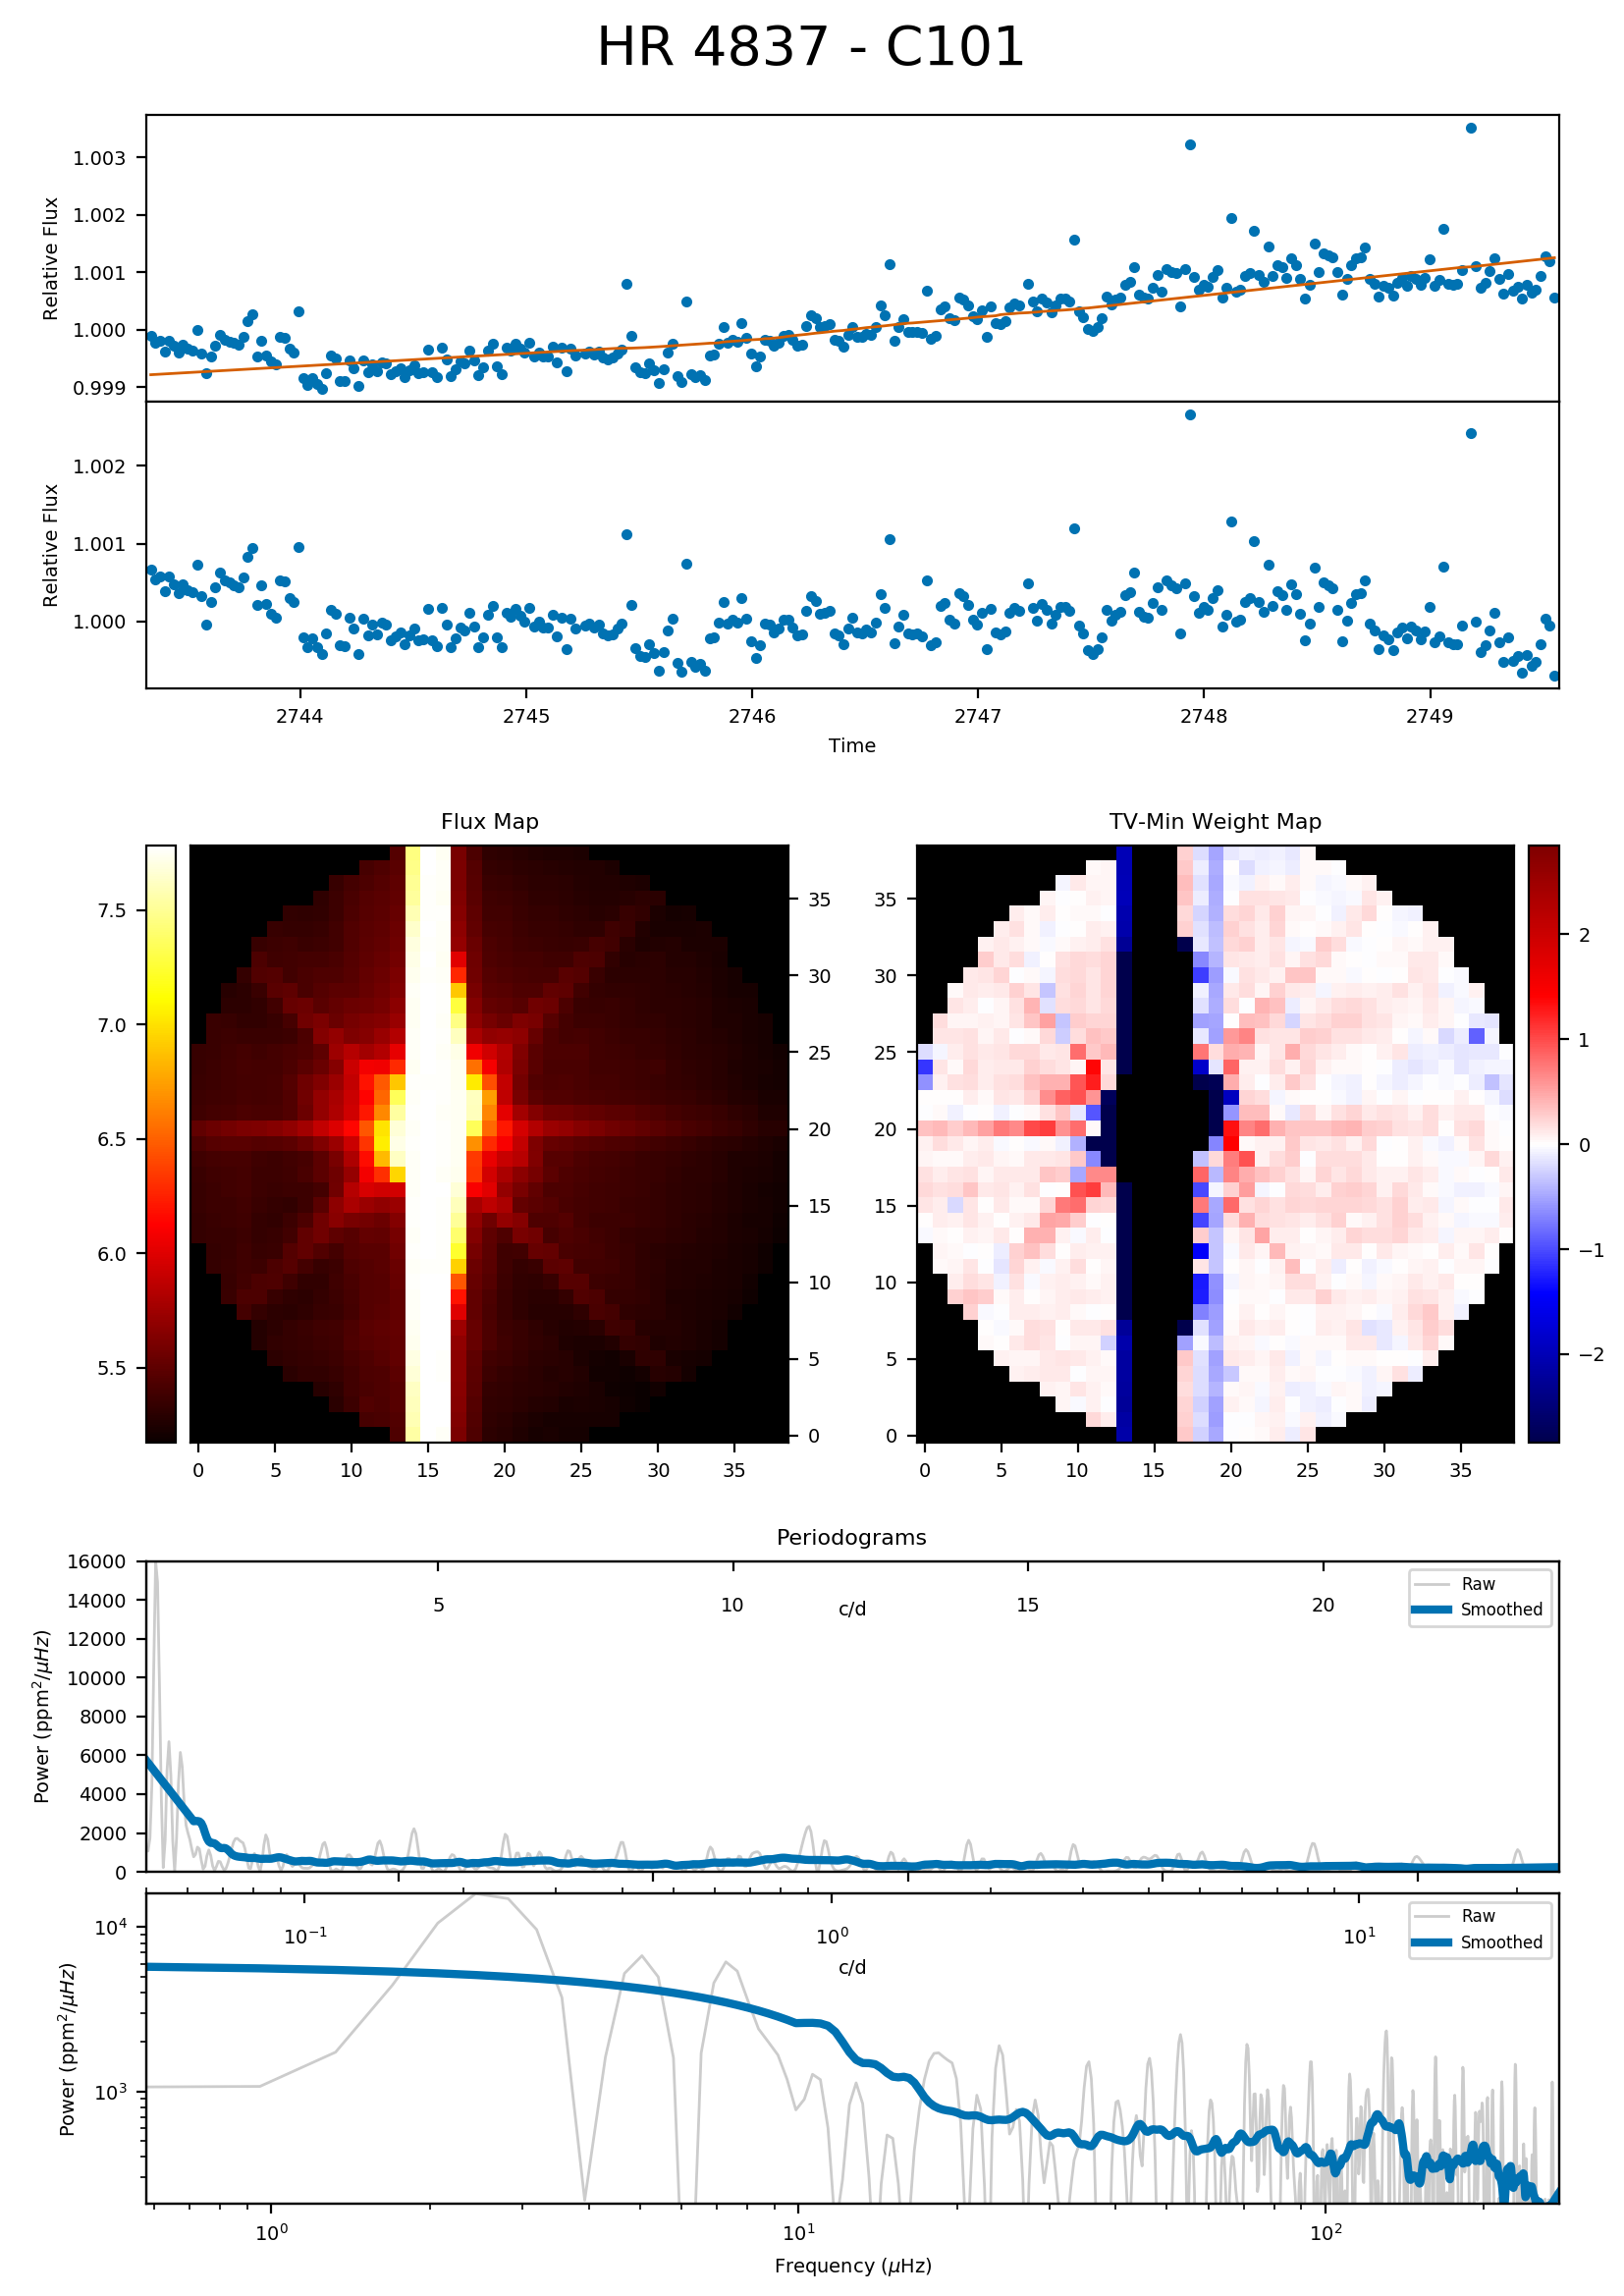 HR 4837 - C101
Relative Flux
1.003
1.002
1.001
1.000
0.999
Relative Flux
1.002
1.001
1.000
2744 2745 2746 2747 2748 2749
Time
Flux Map
TV-Min Weight Map
7.5
7.0
6.5
6.0
5.5
35
30
25
20
15
10
5
0
0 5 10 15 20 25 30 35
35
30
25
20
15
10
5
0
0 5 10 15 20 25 30 35
2
1
0
−1
−2
Periodograms
Power (ppm²/μHz)
16000
14000
12000
10000
8000
6000
4000
2000
0
5 10 15 20
c/d
Raw
Smoothed
Power (ppm²/μHz)
10⁴
10³
10⁻¹ 10⁰ 10¹
c/d
Raw
Smoothed
10⁰ 10¹ 10²
Frequency (μHz)